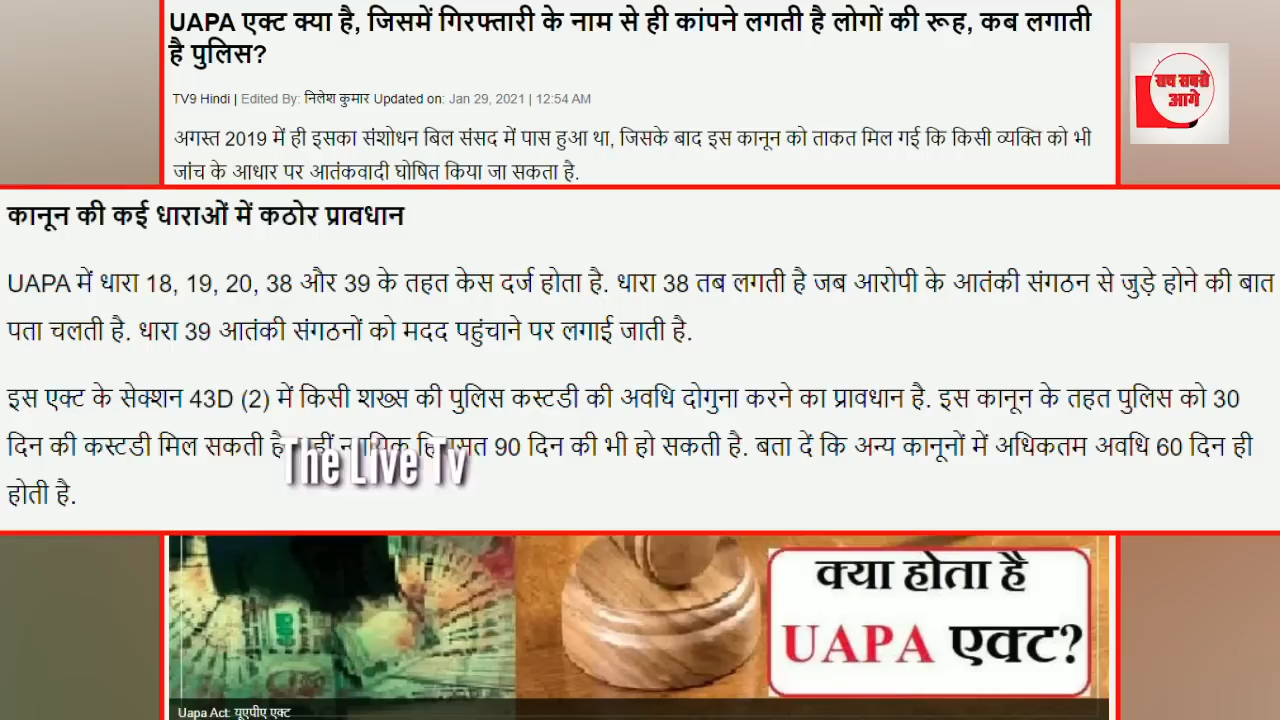 UAPA एक्ट क्या है, जिसमें गिरफ्तारी के नाम से ही कांपने लगती है लोगों की रूह, कब लगाती
है पुलिस?
TV9 Hindi | Edited By: निलेश कुमार Updated on: Jan 29, 2021 | 12:54 AM
सच सबसे
आगे
अगस्त 2019 में ही इसका संशोधन बिल संसद में पास हुआ था, जिसके बाद इस कानून को ताकत मिल गई कि किसी व्यक्ति को भी
जांच के आधार पर आतंकवादी घोषित किया जा सकता है.
कानून की कई धाराओं में कठोर प्रावधान
UAPA में धारा 18, 19, 20, 38 और 39 के तहत केस दर्ज होता है. धारा 38 तब लगती है जब आरोपी के आतंकी संगठन से जुड़े होने की बात
पता चलती है. धारा 39 आतंकी संगठनों को मदद पहुंचाने पर लगाई जाती है.
इस एक्ट के सेक्शन 43D (2) में किसी शख्स की पुलिस कस्टडी की अवधि दोगुना करने का प्रावधान है. इस कानून के तहत पुलिस को 30
दिन की कस्टडी मिल सकती है 90 दिन की भी हो सकती है. बता दें कि अन्य कानूनों में अधिकतम अवधि 60 दिन ही
The Live Tv
होती है.
क्या होता है
UAPA एक्ट?
Uapa Act: यूएपीए एक्ट